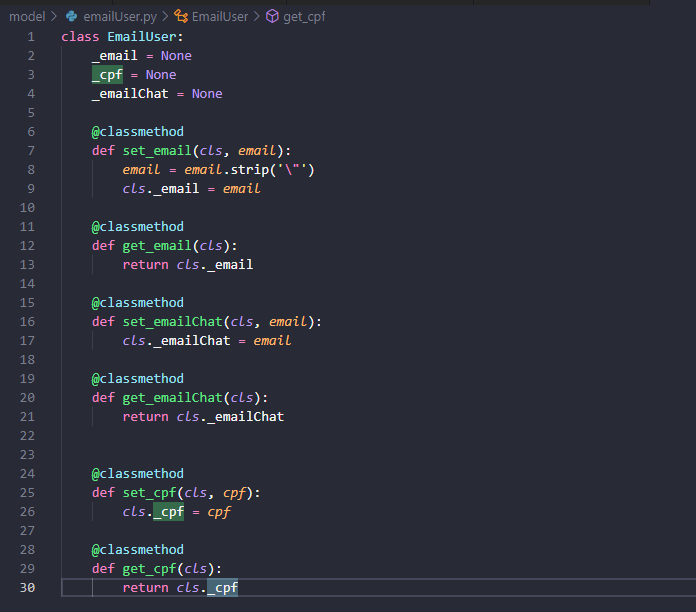 model > emailUser.py > EmailUser > get_cpf
1 class EmailUser:
2     _email = None
3     _cpf = None
4     _emailChat = None
5
6     @classmethod
7     def set_email(cls, email):
8         email = email.strip('\"')
9         cls._email = email
10
11     @classmethod
12     def get_email(cls):
13         return cls._email
14
15     @classmethod
16     def set_emailChat(cls, email):
17         cls._emailChat = email
18
19     @classmethod
20     def get_emailChat(cls):
21         return cls._emailChat
22
23
24     @classmethod
25     def set_cpf(cls, cpf):
26         cls._cpf = cpf
27
28     @classmethod
29     def get_cpf(cls):
30         return cls._cpf